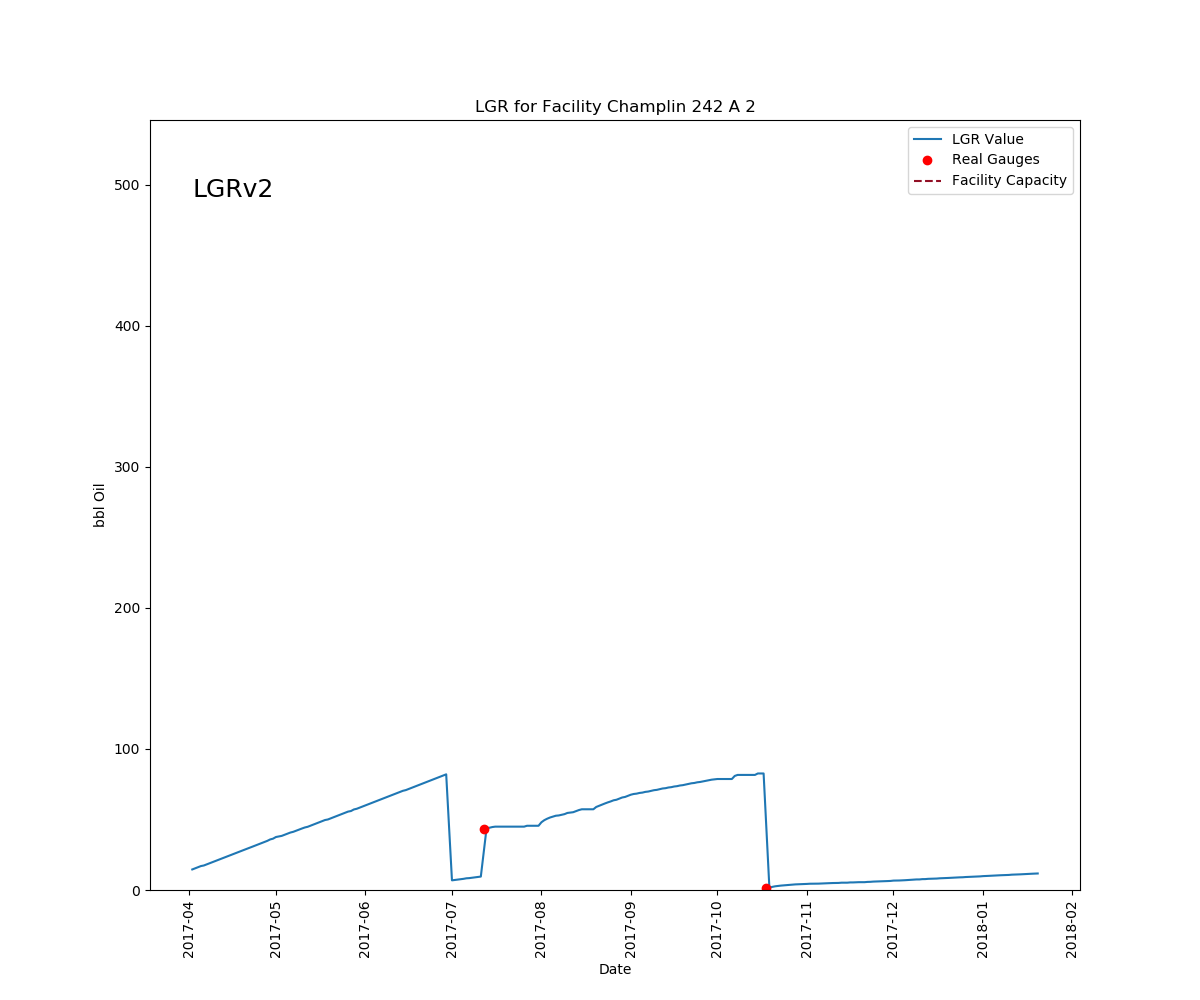 LGR for Facility Champlin 242 A 2
LGR Value
Real Gauges
Facility Capacity
LGRv2
500
400
300
200
100
0
bbl Oil
2017-04
2017-05
2017-06
2017-07
2017-08
2017-09
2017-10
2017-11
2017-12
2018-01
2018-02
Date